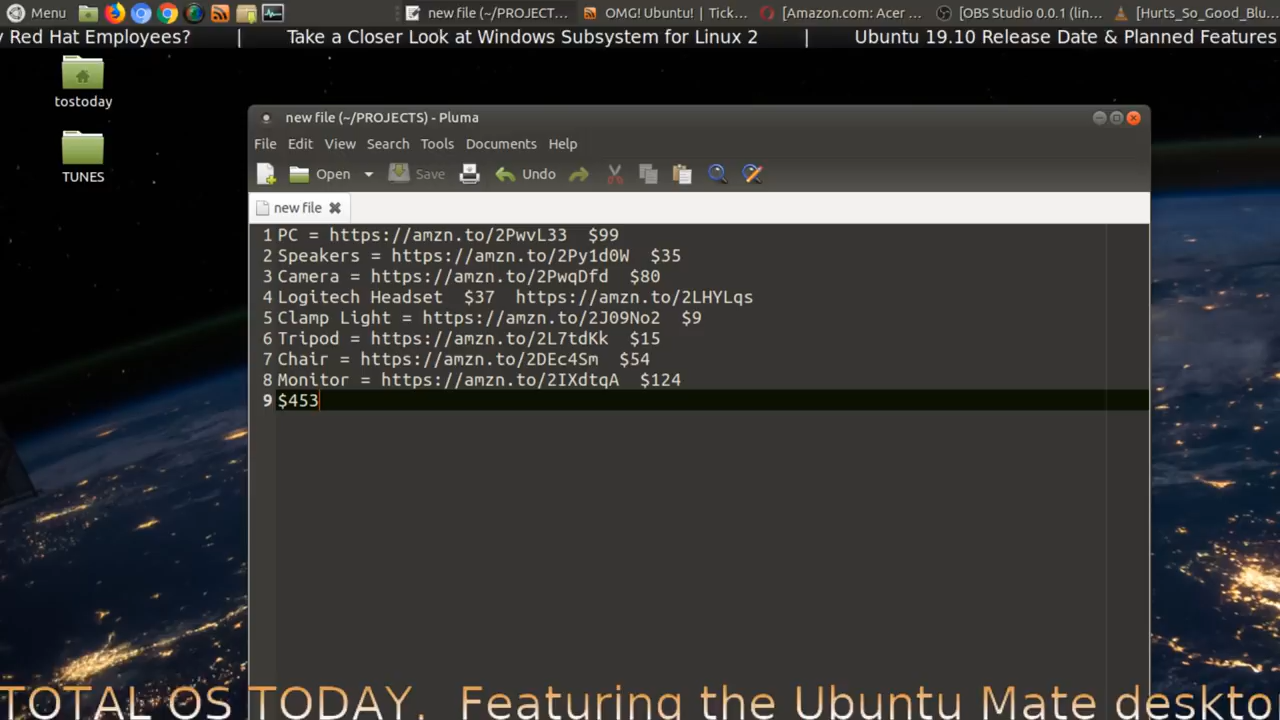 Menu new file (~/PROJECT... OMG! Ubuntu! | Tick... [Amazon.com: Acer ... [OBS Studio 0.0.1 (lin... [Hurts_So_Good_Blu...
y Red Hat Employees? | Take a Closer Look at Windows Subsystem for Linux 2 | Ubuntu 19.10 Release Date & Planned Features
tostoday
TUNES
new file (~/PROJECTS) - Pluma
File Edit View Search Tools Documents Help
Open Save Undo
new file
1 PC = https://amzn.to/2PwvL33 $99
2 Speakers = https://amzn.to/2Py1d0W $35
3 Camera = https://amzn.to/2PwqDfd $80
4 Logitech Headset $37 https://amzn.to/2LHYLqs
5 Clamp Light = https://amzn.to/2J09No2 $9
6 Tripod = https://amzn.to/2L7tdKk $15
7 Chair = https://amzn.to/2DEc4Sm $54
8 Monitor = https://amzn.to/2IXdtqA $124
9 $453
TOTAL OS TODAY. Featuring the Ubuntu Mate deskto